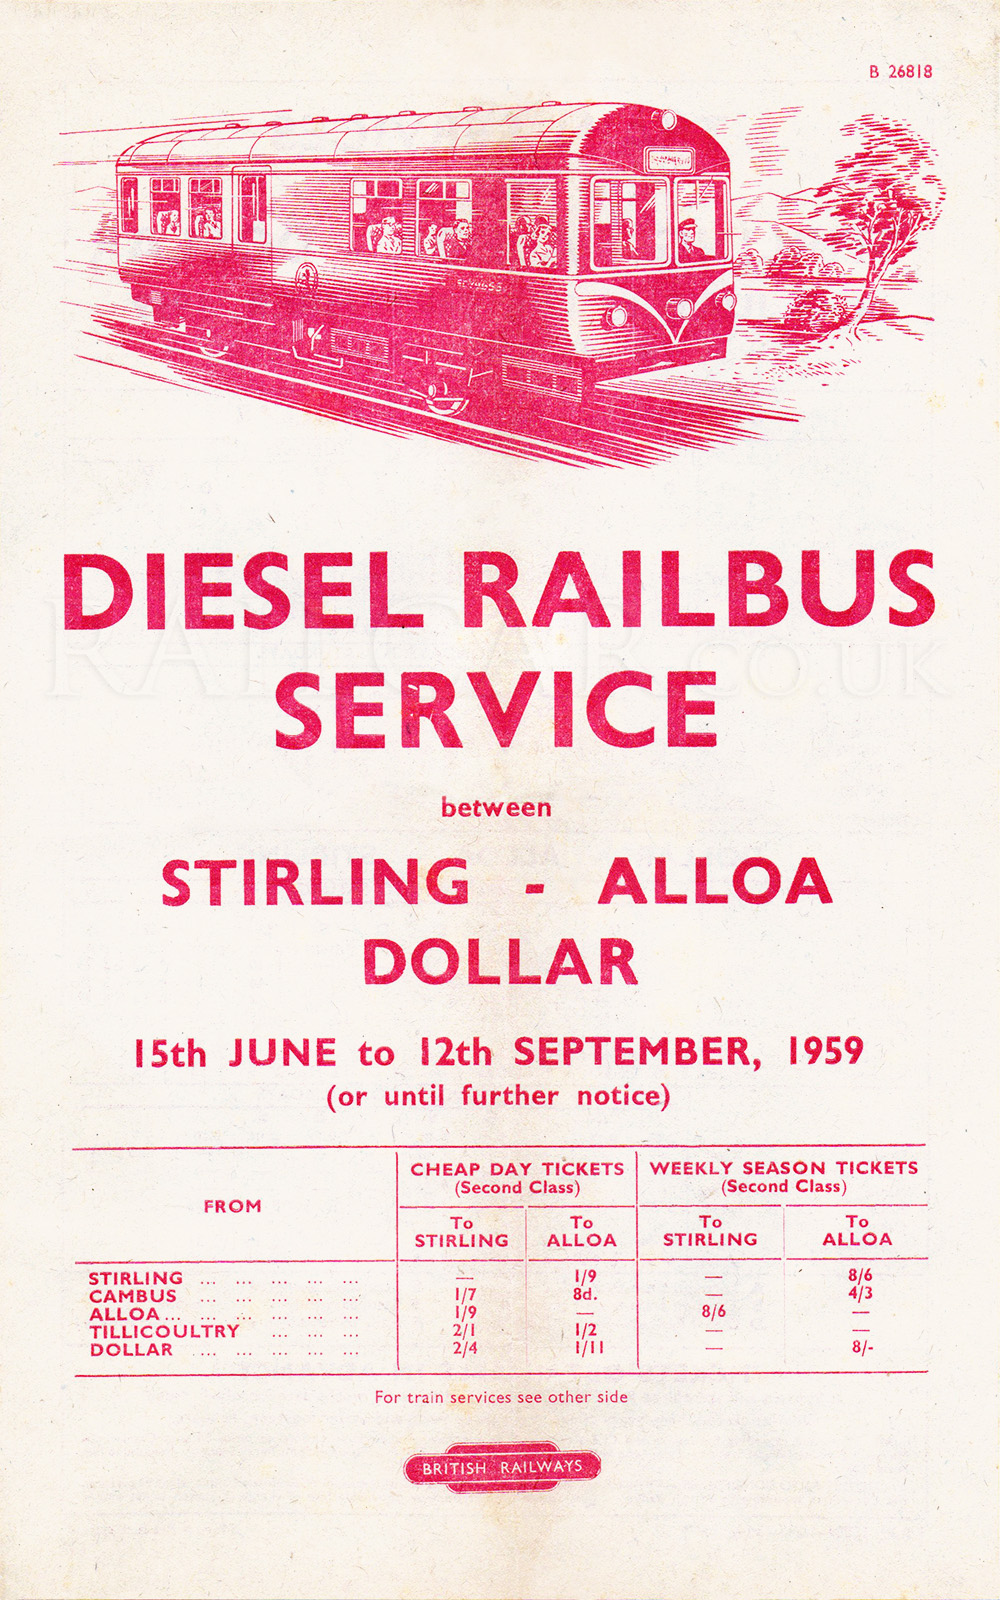 B 26818
DIESEL RAILBUS
SERVICE
between
STIRLING - ALLOA
DOLLAR
15th JUNE to 12th SEPTEMBER, 1959
(or until further notice)
FROM
CHEAP DAY TICKETS
(Second Class)
WEEKLY SEASON TICKETS
(Second Class)
To
STIRLING
To
ALLOA
To
STIRLING
To
ALLOA
STIRLING ... ... ... ... ... — 1/9 — 8/6
CAMBUS ... ... ... ... ... 1/7 8d. — 4/3
ALLOA ... ... ... ... ... 1/9 — 8/6 —
TILLICOULTRY ... ... ... 2/1 1/2 — —
DOLLAR ... ... ... ... ... 2/4 1/11 — 8/-
For train services see other side
BRITISH RAILWAYS
RAILCAR.CO.UK